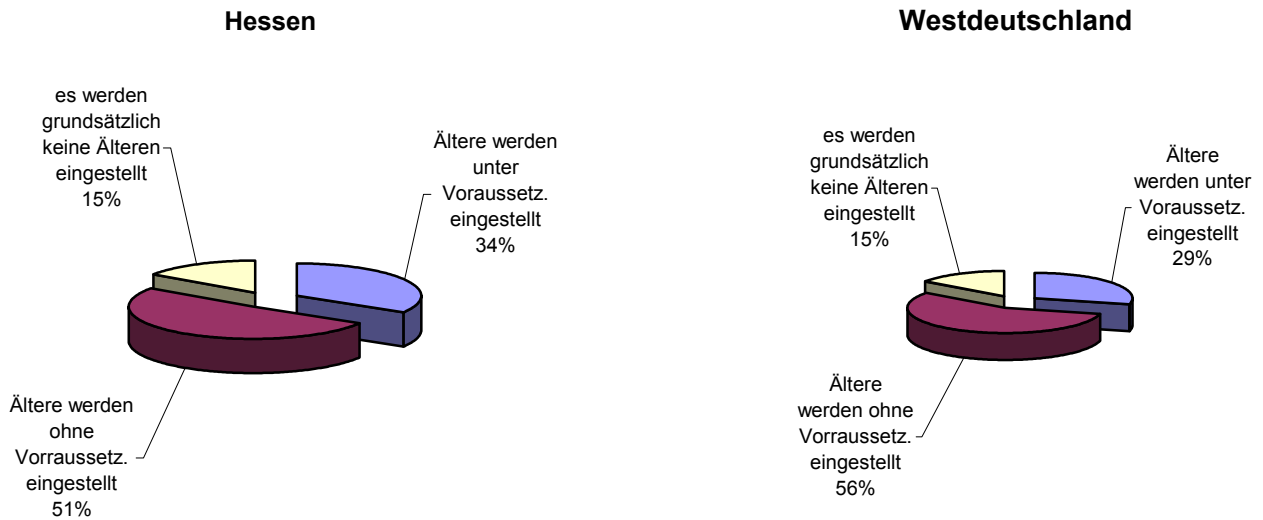 Hessen
es werden
grundsätzlich
keine Älteren
eingestellt
15%
Ältere werden
unter
Voraussetz.
eingestellt
34%
Ältere werden
ohne
Vorraussetz.
eingestellt
51%
Westdeutschland
es werden
grundsätzlich
keine Älteren
eingestellt
15%
Ältere
werden unter
Voraussetz.
eingestellt
29%
Ältere
werden ohne
Vorraussetz.
eingestellt
56%